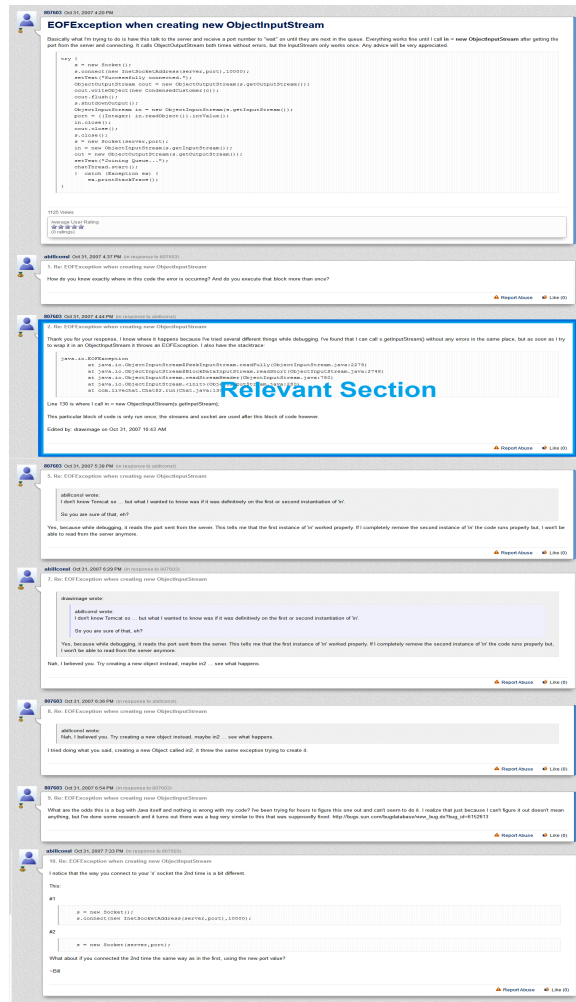 807603 Oct 31, 2007 4:20 PM
EOFException when creating new ObjectInputStream
Basically what I'm trying to do is have this talk to the server and receive a port number to "wait" on until they are next in the queue. Everything works fine until I call in = new ObjectInputStream after getting the
port from the server and connecting. It calls ObjectOutputStream both times without errors, but the InputStream only works once. Any advice will be very appreciated.
try {
s = new Socket();
s.connect(new InetSocketAddress(server,port),10000);
setText("Successfully connected.");
ObjectOutputStream cout = new ObjectOutputStream(s.getOutputStream());
cout.writeObject(new CondensedCustomer(c));
cout.flush();
s.shutdownOutput();
ObjectInputStream in = new ObjectInputStream(s.getInputStream());
port = ((Integer) in.readObject()).intValue();
in.close();
cout.close();
s.close();
s = new Socket(server,port);
in = new ObjectInputStream(s.getInputStream());
out = new ObjectOutputStream(s.getOutputStream());
setText("Joining Queue...");
chatThread.start();
} catch (Exception ex) {
ex.printStackTrace();
}
1125 Views
Average User Rating
(0 ratings)
abillconsl Oct 31, 2007 4:37 PM (in response to 807603)
1. Re: EOFException when creating new ObjectInputStream
How do you know exactly where in this code the error is occurring? And do you execute that block more than once?
Report Abuse Like (0)
807603 Oct 31, 2007 4:44 PM (in response to abillconsl)
2. Re: EOFException when creating new ObjectInputStream
Thank you for your response, I know where it happens because I've tried several different things while debugging. I've found that I can call s.getInputStream() without any errors in the same place, but as soon as I try
to wrap it in an ObjectInputStream it throws an EOFException. I also have the stacktrace:
java.io.EOFException
at java.io.ObjectInputStream$PeekInputStream.readFully(ObjectInputStream.java:2279)
at java.io.ObjectInputStream$BlockDataInputStream.readShort(ObjectInputStream.java:2748)
at java.io.ObjectInputStream.readStreamHeader(ObjectInputStream.java:780)
at java.io.ObjectInputStream.<init>(ObjectInputStream.java:280)
at com.livechat.ChatS2.run(Chat.java:130)
Relevant Section
Line 130 is where I call in = new ObjectInputStream(s.getInputStream);
This particular block of code is only run once, the streams and socket are used after this block of code however.
Edited by: drawimage on Oct 31, 2007 16:43 AM
Report Abuse Like (0)
807603 Oct 31, 2007 5:39 PM (in response to abillconsl)
5. Re: EOFException when creating new ObjectInputStream
abillconsl wrote:
I don't know Tomcat so ... but what I wanted to know was if it was definitively on the first or second instantiation of 'in'.
So you are sure of that, eh?
Yes, because while debugging, it reads the port sent from the server. This tells me that the first instance of 'in' worked properly. If I completely remove the second instance of 'in' the code runs properly, but I won't be
able to read from the server anymore.
Report Abuse Like (0)
abillconsl Oct 31, 2007 6:29 PM (in response to 807603)
7. Re: EOFException when creating new ObjectInputStream
drawimage wrote:
abillconsl wrote:
I don't know Tomcat so ... but what I wanted to know was if it was definitively on the first or second instantiation of 'in'.
So you are sure of that, eh?
Yes, because while debugging, it reads the port sent from the server. This tells me that the first instance of 'in' worked properly. If I completely remove the second instance of 'in' the code runs properly, but
I won't be able to read from the server anymore.
Nah, I believed you. Try creating a new object instead, maybe in2 ... see what happens.
Report Abuse Like (0)
807603 Oct 31, 2007 6:36 PM (in response to abillconsl)
8. Re: EOFException when creating new ObjectInputStream
abillconsl wrote:
Nah, I believed you. Try creating a new object instead, maybe in2 ... see what happens.
I tried doing what you said, creating a new Object called in2, it threw the same exception trying to create it.
Report Abuse Like (0)
807603 Oct 31, 2007 6:54 PM (in response to 807603)
9. Re: EOFException when creating new ObjectInputStream
What are the odds this is a bug with Java itself and nothing is wrong with my code? I've been trying for hours to figure this one out and can't seem to do it. I realize that just because I can't figure it out doesn't mean
anything, but I've done some research and it turns out there was a bug very similar to this that was supposedly fixed. http://bugs.sun.com/bugdatabase/view_bug.do?bug_id=6152613
Report Abuse Like (0)
abillconsl Oct 31, 2007 7:33 PM (in response to 807603)
10. Re: EOFException when creating new ObjectInputStream
I notice that the way you connect to your 's' socket the 2nd time is a bit different.
This:
#1
s = new Socket();
s.connect(new InetSocketAddress(server,port),10000);
#2
s = new Socket(server,port);
What about if you connected the 2nd time the same way as in the first, using the new port value?
~Bill
Report Abuse Like (0)